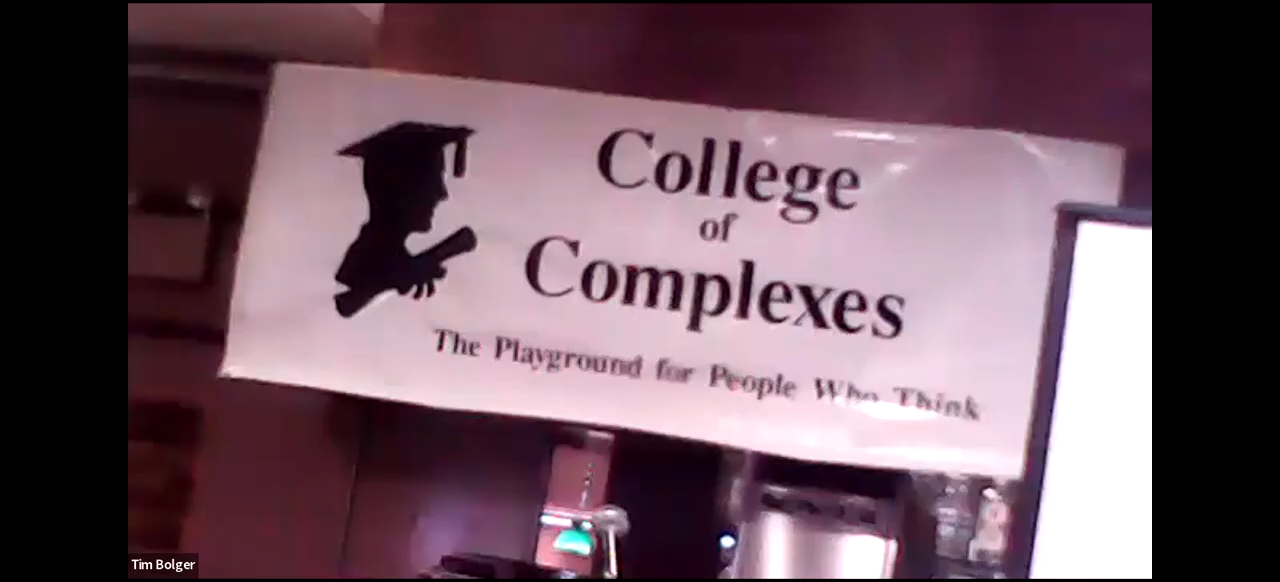 College
of
Complexes
The Playground for People Who Think
Tim Bolger